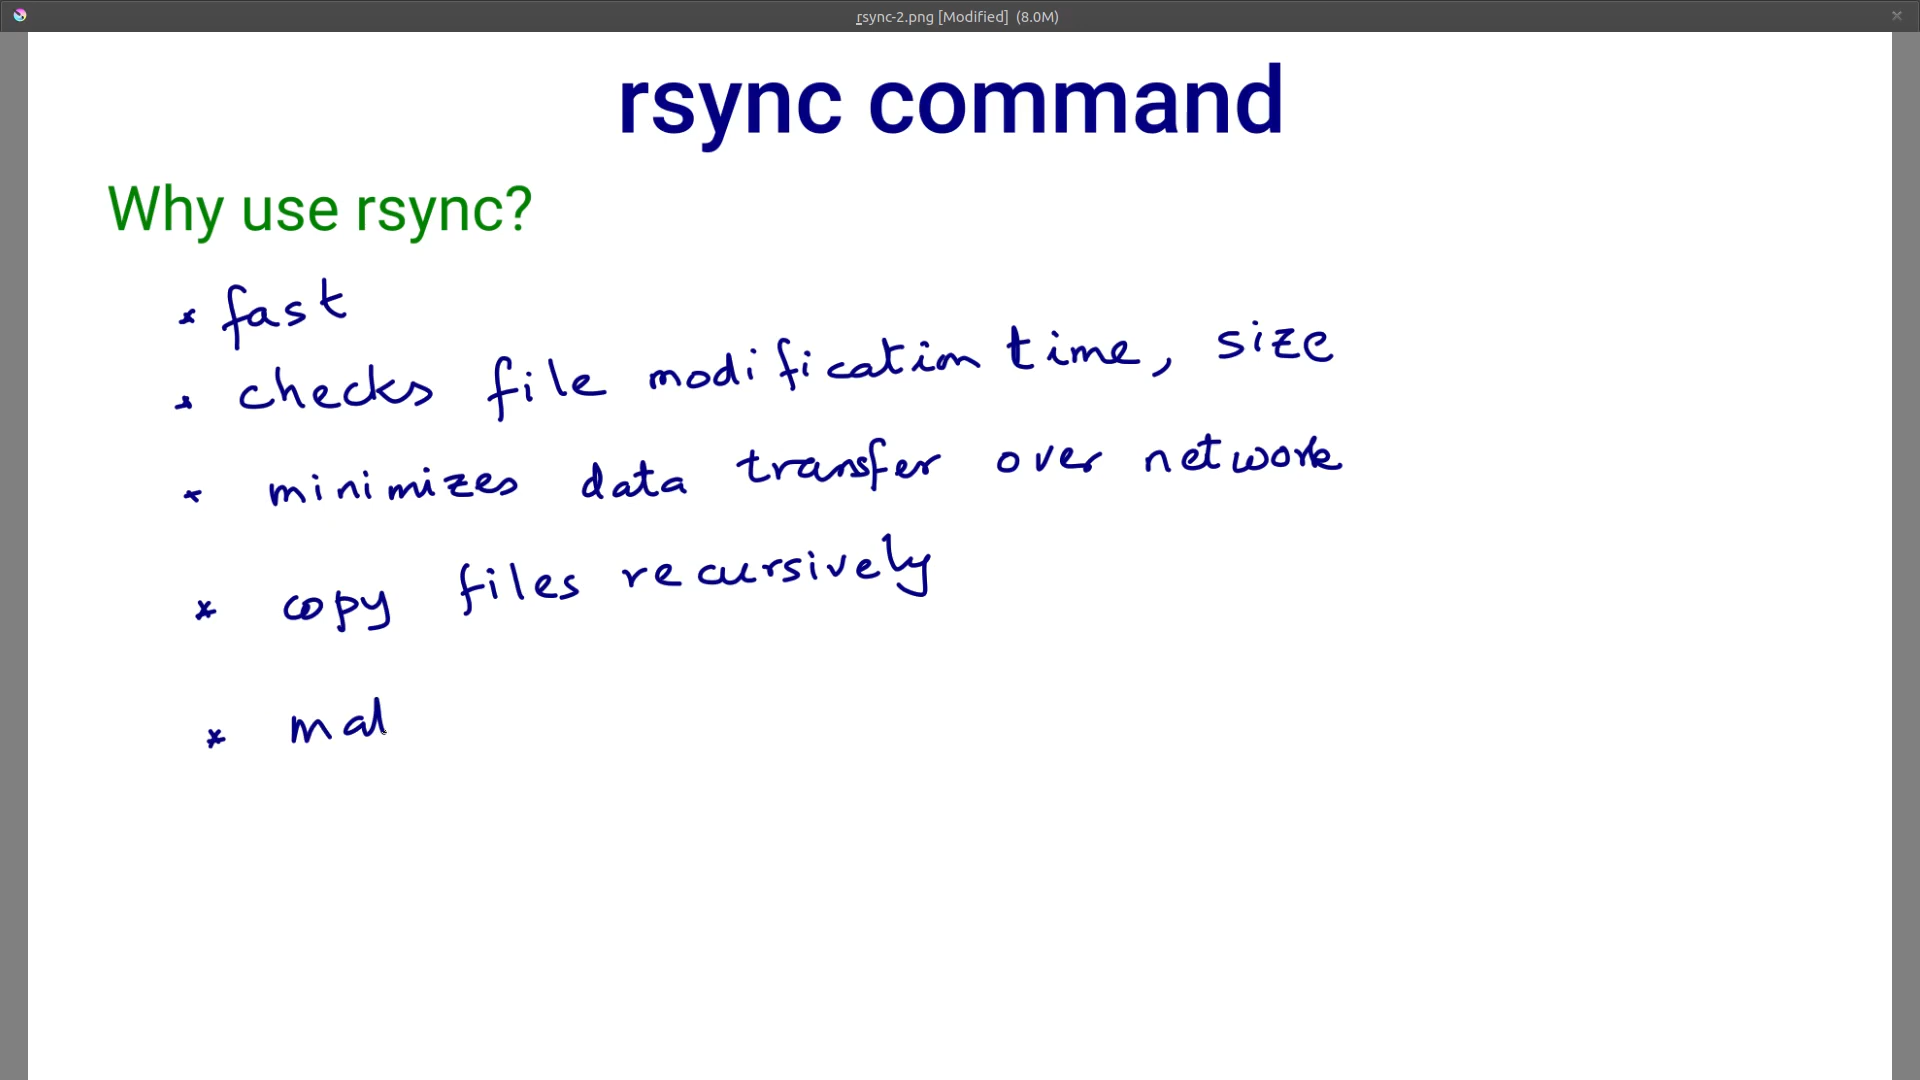 rsync-2.png [Modified] (8.0M)
rsync command
Why use rsync?
* fast
* checks file modification time, size
* minimizes data transfer over network
* copy files recursively
* mal